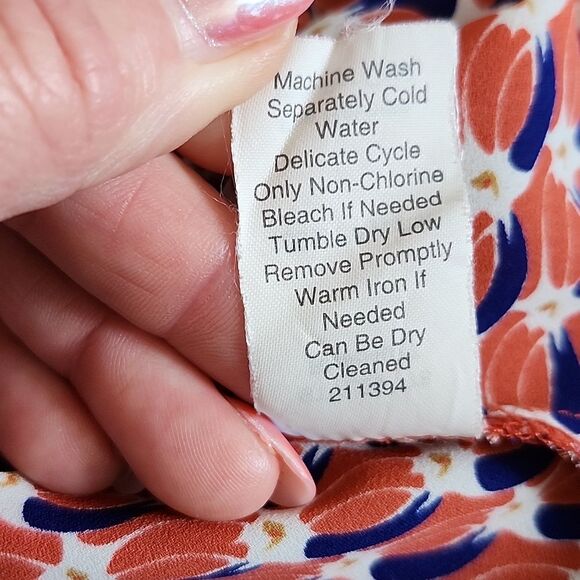 Machine Wash
Separately Cold
Water
Delicate Cycle
Only Non-Chlorine
Bleach If Needed
Tumble Dry Low
Remove Promptly
Warm Iron If
Needed
Can Be Dry
Cleaned
211394